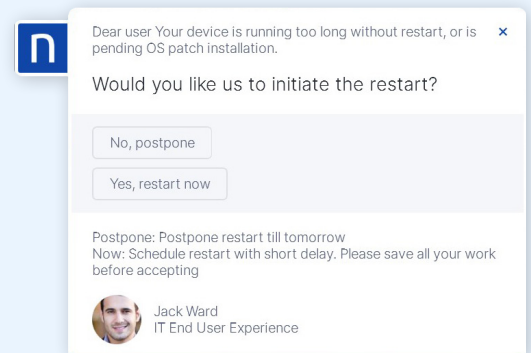 n
Dear user Your device is running too long without restart, or is
pending OS patch installation.
Would you like us to initiate the restart?
No, postpone
Yes, restart now
Postpone: Postpone restart till tomorrow
Now: Schedule restart with short delay. Please save all your work
before accepting
Jack Ward
IT End User Experience